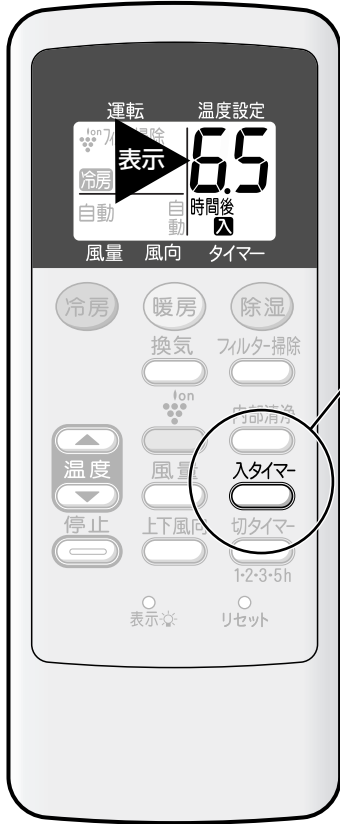 運転 温度設定
ion フィ 掃除
表示
6.5
冷房
自動 自動
時間後
入
風量 風向 タイマー
冷房 暖房 除湿
換気 フィルター掃除
ion
内部清浄
温度 風量 入タイマー
停止 上下風向 切タイマー
1・2・3・5h
表示 リセット